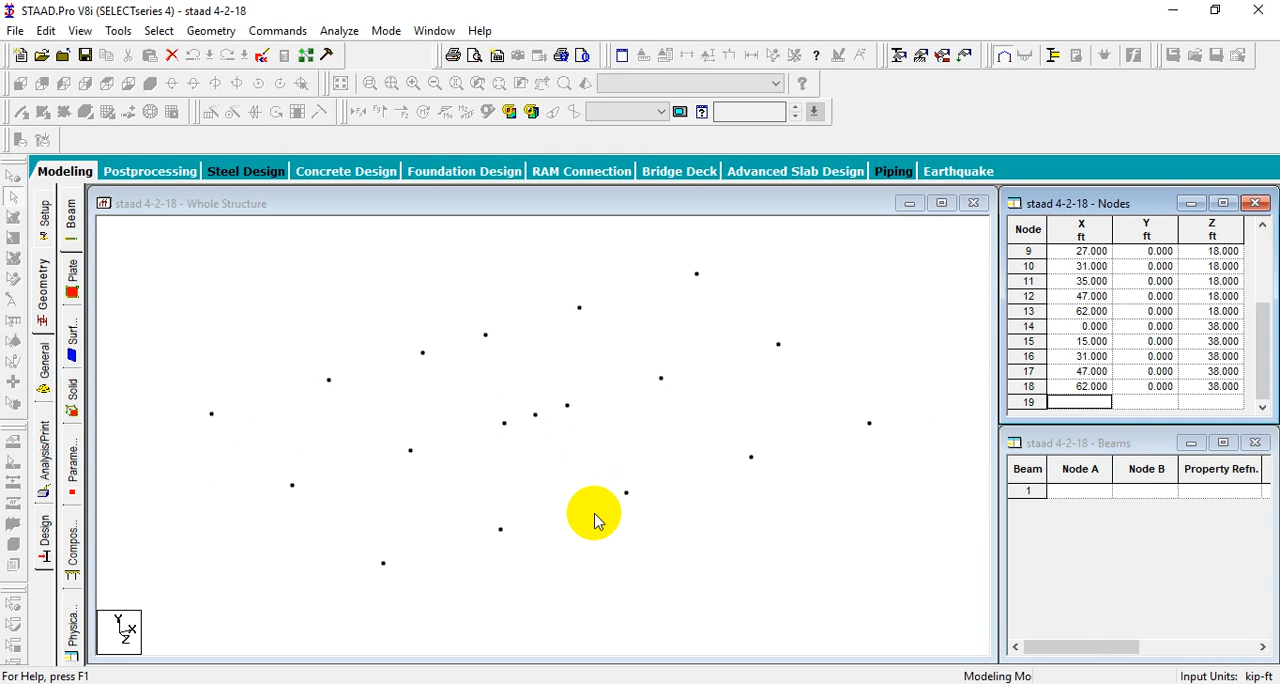 STAAD.Pro V8i (SELECTseries 4) - staad 4-2-18
File Edit View Tools Select Geometry Commands Analyze Mode Window Help
Modeling Postprocessing Steel Design Concrete Design Foundation Design RAM Connection Bridge Deck Advanced Slab Design Piping Earthquake
Setup
Geometry
General
Analysis/Print
Design
Beam
Plate
Surf...
Solid
Parame...
Compos...
Physica...
staad 4-2-18 - Whole Structure
Y
X
Z
staad 4-2-18 - Nodes
Node X ft Y ft Z ft
9 27.000 0.000 18.000
10 31.000 0.000 18.000
11 35.000 0.000 18.000
12 47.000 0.000 18.000
13 62.000 0.000 18.000
14 0.000 0.000 38.000
15 15.000 0.000 38.000
16 31.000 0.000 38.000
17 47.000 0.000 38.000
18 62.000 0.000 38.000
19
staad 4-2-18 - Beams
Beam Node A Node B Property Refn.
1
For Help, press F1
Modeling Mo
Input Units: kip-ft